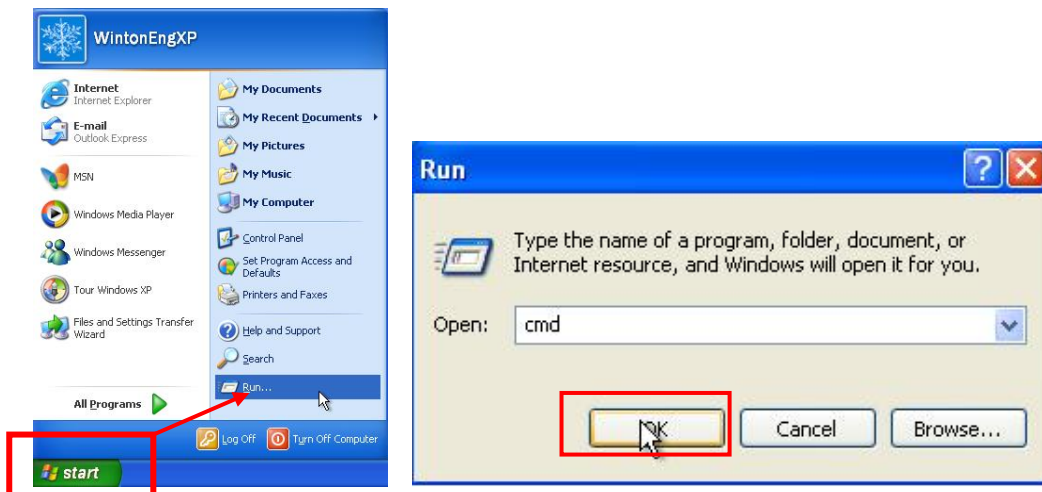 WintonEngXP
Internet
Internet Explorer
E-mail
Outlook Express
MSN
Windows Media Player
Windows Messenger
Tour Windows XP
Files and Settings Transfer
Wizard
All Programs
My Documents
My Recent Documents
My Pictures
My Music
My Computer
Control Panel
Set Program Access and
Defaults
Printers and Faxes
Help and Support
Search
Run...
Log Off
Turn Off Computer
start
Run
Type the name of a program, folder, document, or
Internet resource, and Windows will open it for you.
Open:
cmd
OK
Cancel
Browse...